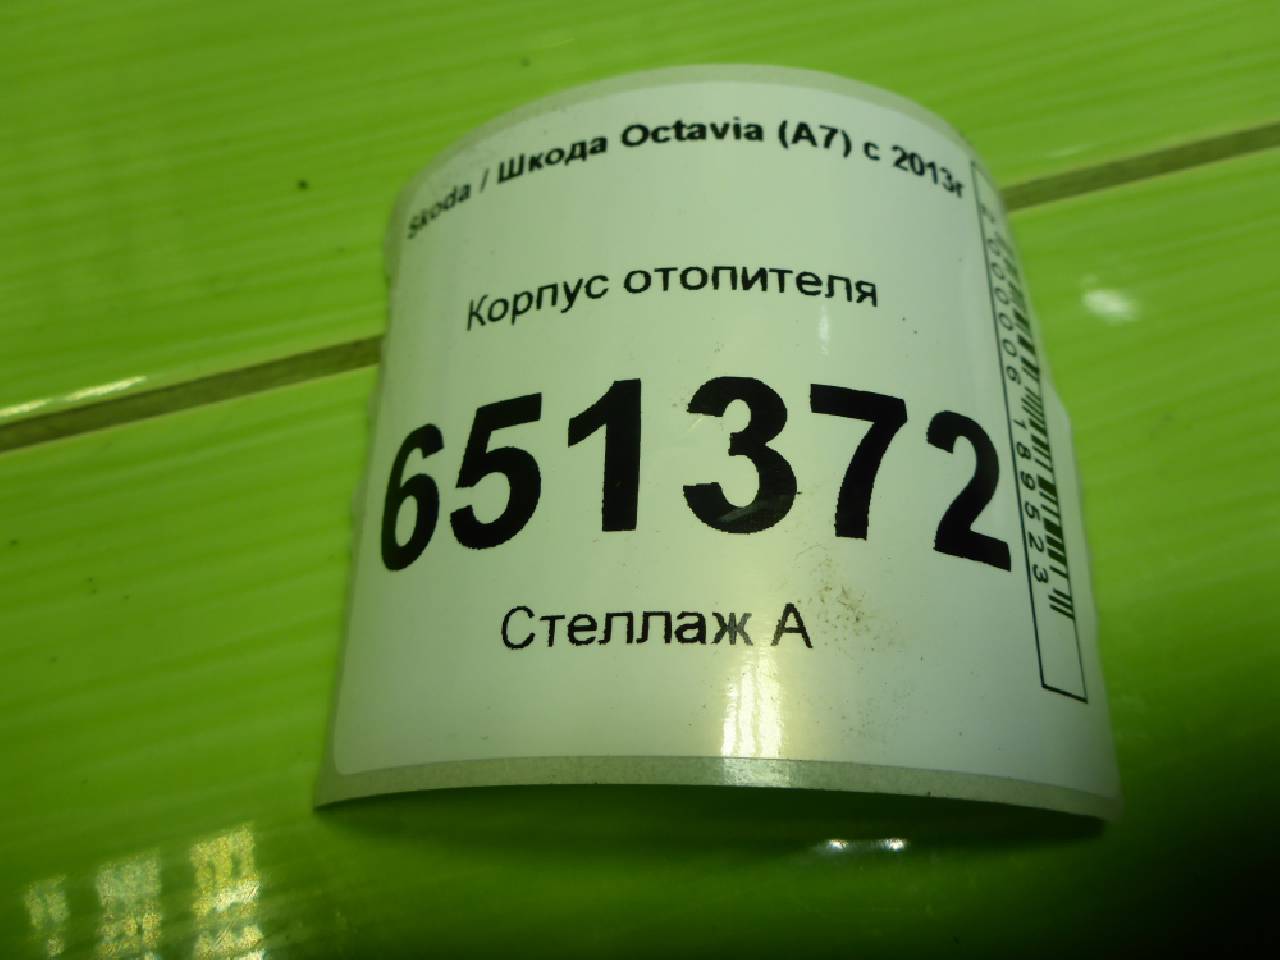 Skoda / Шкода Octavia (A7) с 2013г
Корпус отопителя
651372
Стеллаж А
2000006189523